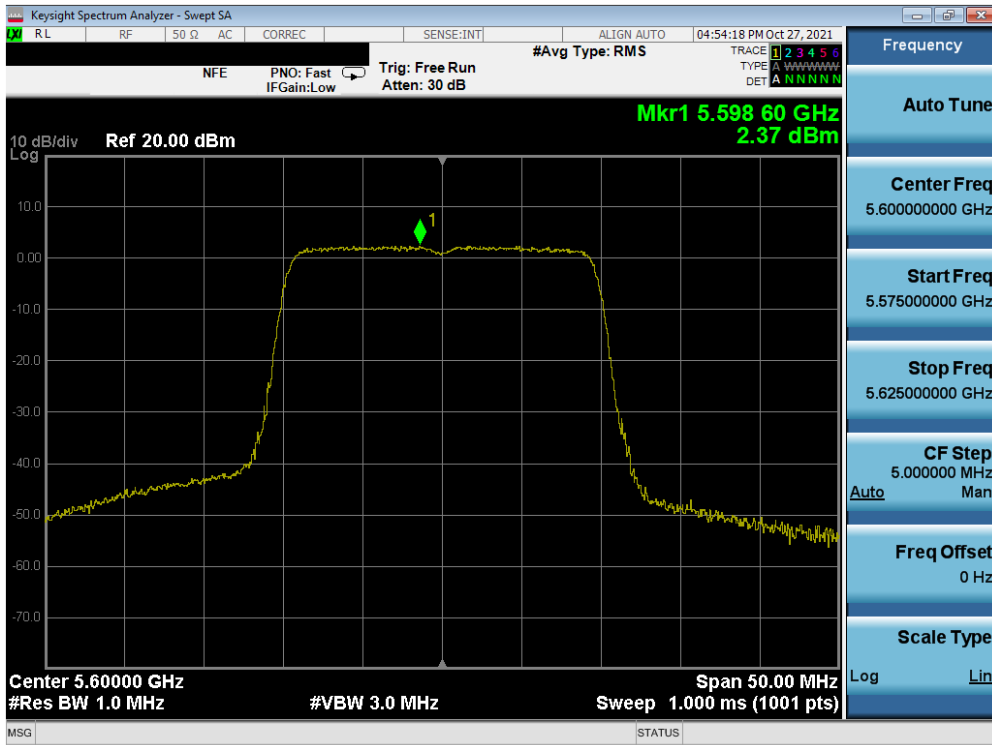 Keysight Spectrum Analyzer - Swept SA
LXI RL RF 50 Ω AC CORREC SENSE:INT ALIGN AUTO 04:54:18 PM Oct 27, 2021
NFE PNO: Fast Trig: Free Run #Avg Type: RMS TRACE 1 2 3 4 5 6
IFGain:Low Atten: 30 dB TYPE A WWWWW
DET A N N N N N
Mkr1 5.598 60 GHz
2.37 dBm
10 dB/div Ref 20.00 dBm
Log
1
10.0
0.00
-10.0
-20.0
-30.0
-40.0
-50.0
-60.0
-70.0
Center 5.60000 GHz Span 50.00 MHz
#Res BW 1.0 MHz #VBW 3.0 MHz Sweep 1.000 ms (1001 pts)
MSG STATUS
Frequency
Auto Tune
Center Freq
5.600000000 GHz
Start Freq
5.575000000 GHz
Stop Freq
5.625000000 GHz
CF Step
5.000000 MHz
Auto Man
Freq Offset
0 Hz
Scale Type
Log Lin